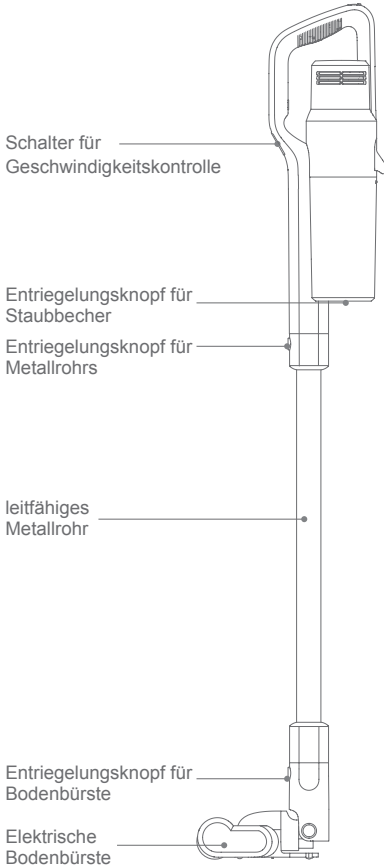 Schalter für
Geschwindigkeitskontrolle
Entriegelungsknopf für
Staubbecher
Entriegelungsknopf für
Metallrohrs
leitfähiges
Metallrohr
Entriegelungsknopf für
Bodenbürste
Elektrische
Bodenbürste